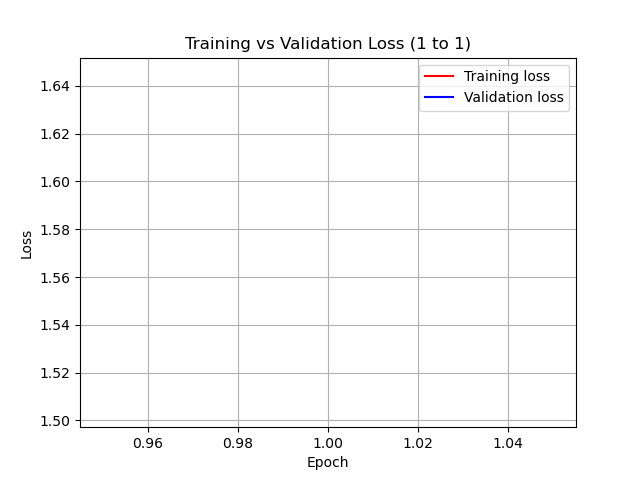 Training vs Validation Loss (1 to 1)
Training loss
Validation loss
1.64
1.62
1.60
1.58
1.56
1.54
1.52
1.50
Loss
0.96 0.98 1.00 1.02 1.04
Epoch